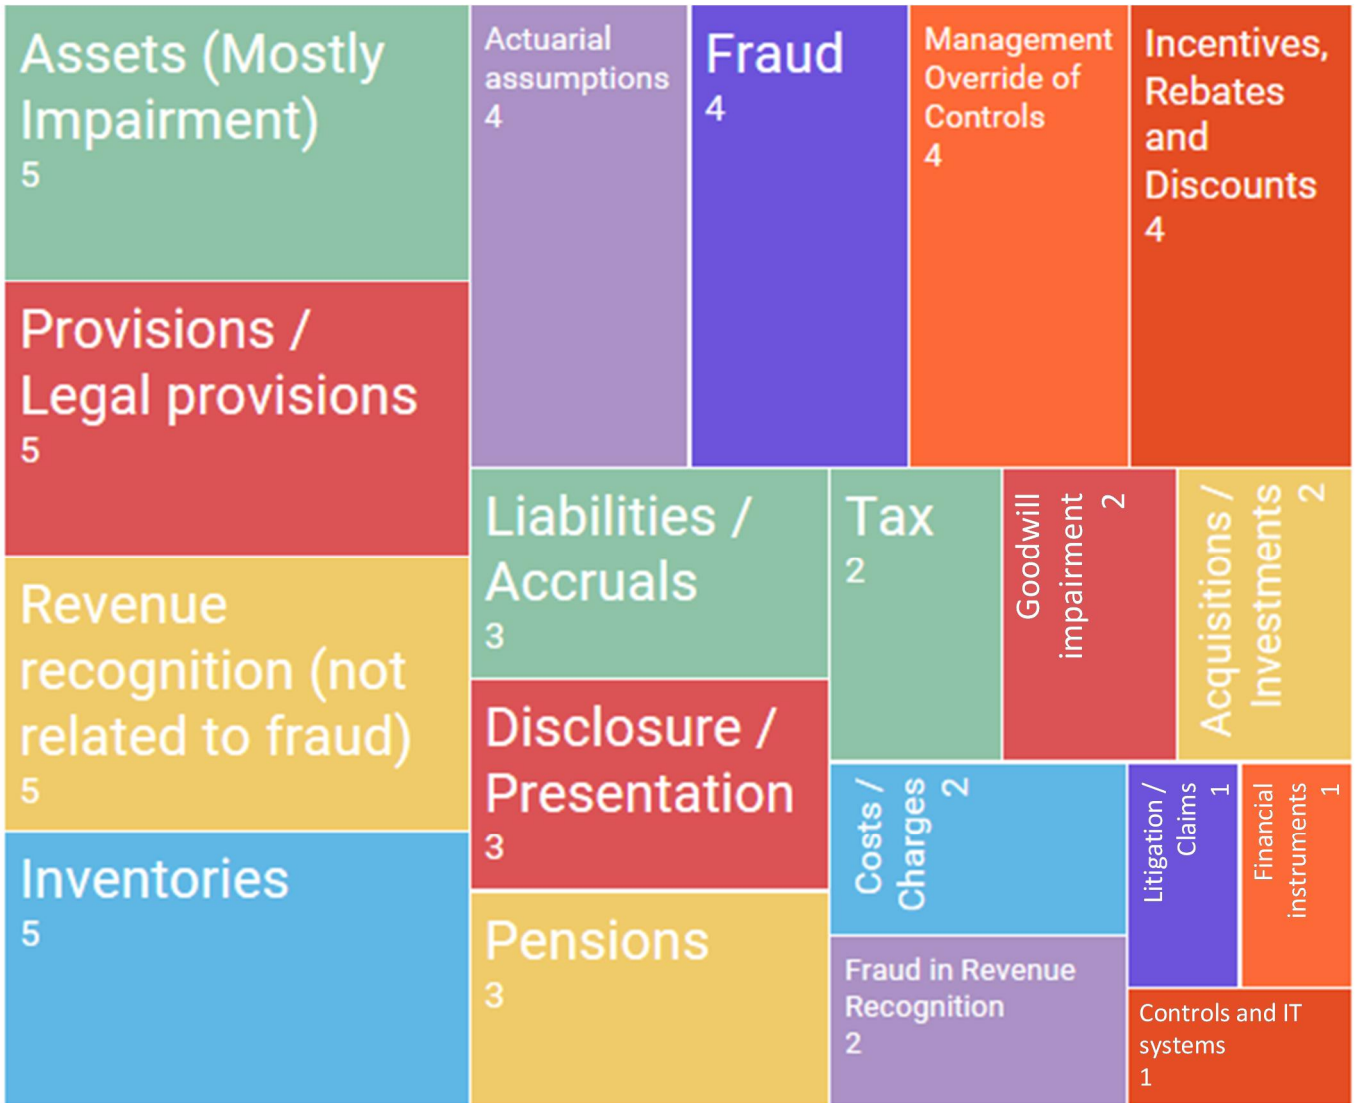 Assets (Mostly
Impairment)
5
Provisions /
Legal provisions
5
Revenue
recognition (not
related to fraud)
5
Inventories
5
Actuarial
assumptions
4
Fraud
4
Management
Override of
Controls
4
Incentives,
Rebates
and
Discounts
4
Liabilities /
Accruals
3
Disclosure /
Presentation
3
Pensions
3
Tax
2
Goodwill
impairment
2
Acquisitions /
Investments
2
Costs /
Charges
2
Fraud in Revenue
Recognition
2
Litigation /
Claims
1
Financial
instruments
1
Controls and IT
systems
1